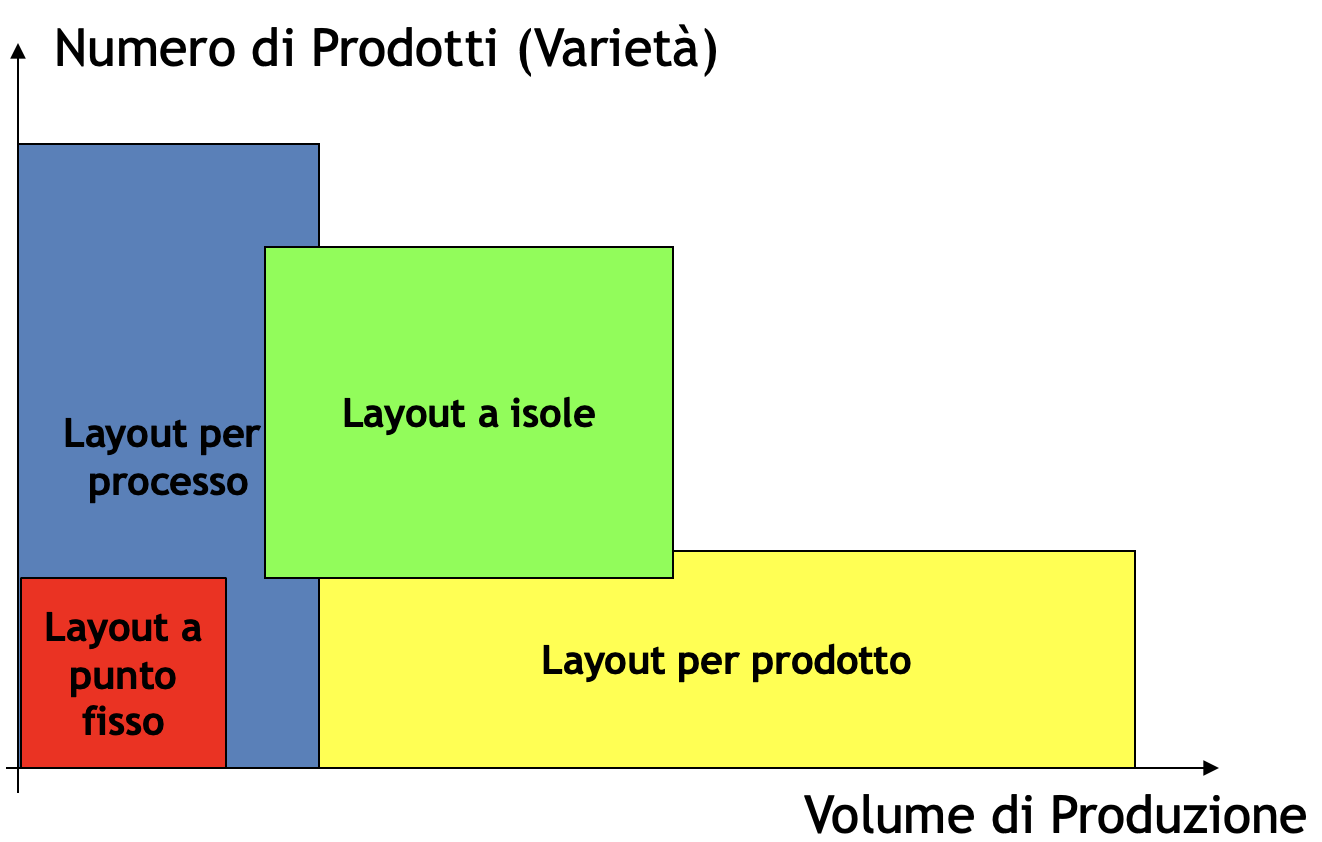 Numero di Prodotti (Varietà)
Layout a isole
Layout per
processo
Layout a
punto
fisso
Layout per prodotto
Volume di Produzione